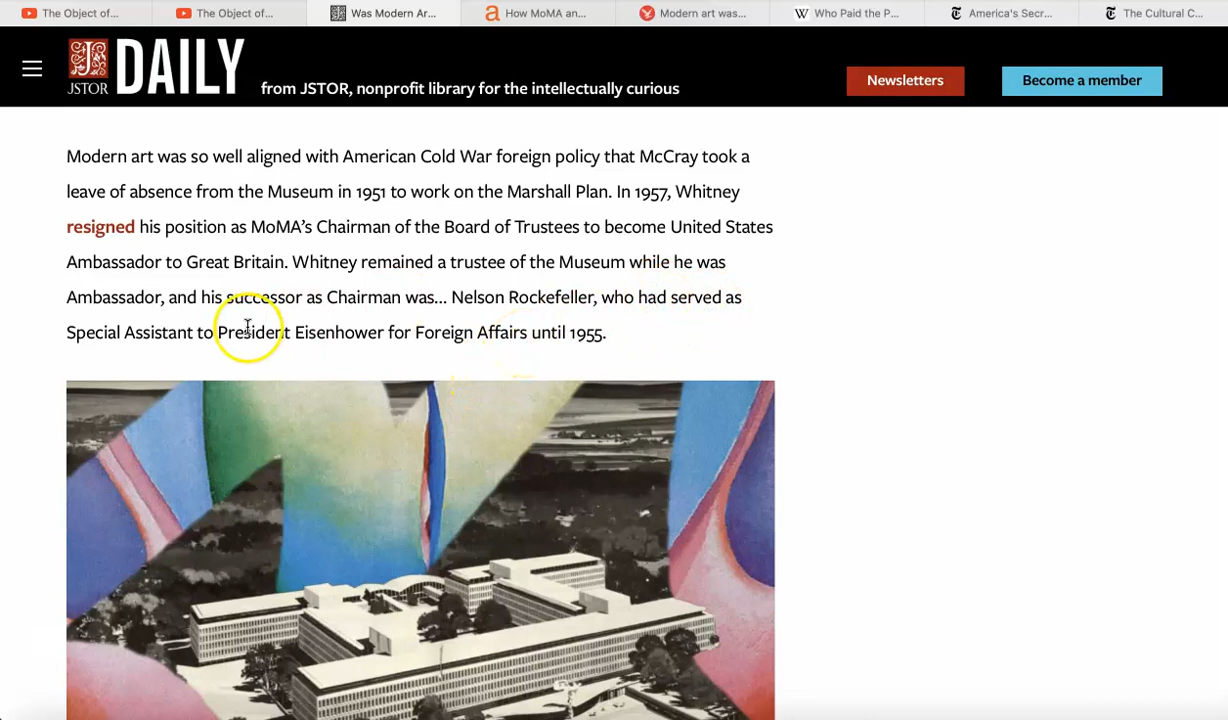 The Object of...
The Object of...
Was Modern Ar...
How MoMA an...
Modern art was...
Who Paid the P...
America's Secr...
The Cultural C...
JSTOR
DAILY
from JSTOR, nonprofit library for the intellectually curious
Newsletters
Become a member
Modern art was so well aligned with American Cold War foreign policy that McCray took a
leave of absence from the Museum in 1951 to work on the Marshall Plan. In 1957, Whitney
resigned his position as MoMA’s Chairman of the Board of Trustees to become United States
Ambassador to Great Britain. Whitney remained a trustee of the Museum while he was
Ambassador, and his successor as Chairman was... Nelson Rockefeller, who had served as
Special Assistant to President Eisenhower for Foreign Affairs until 1955.